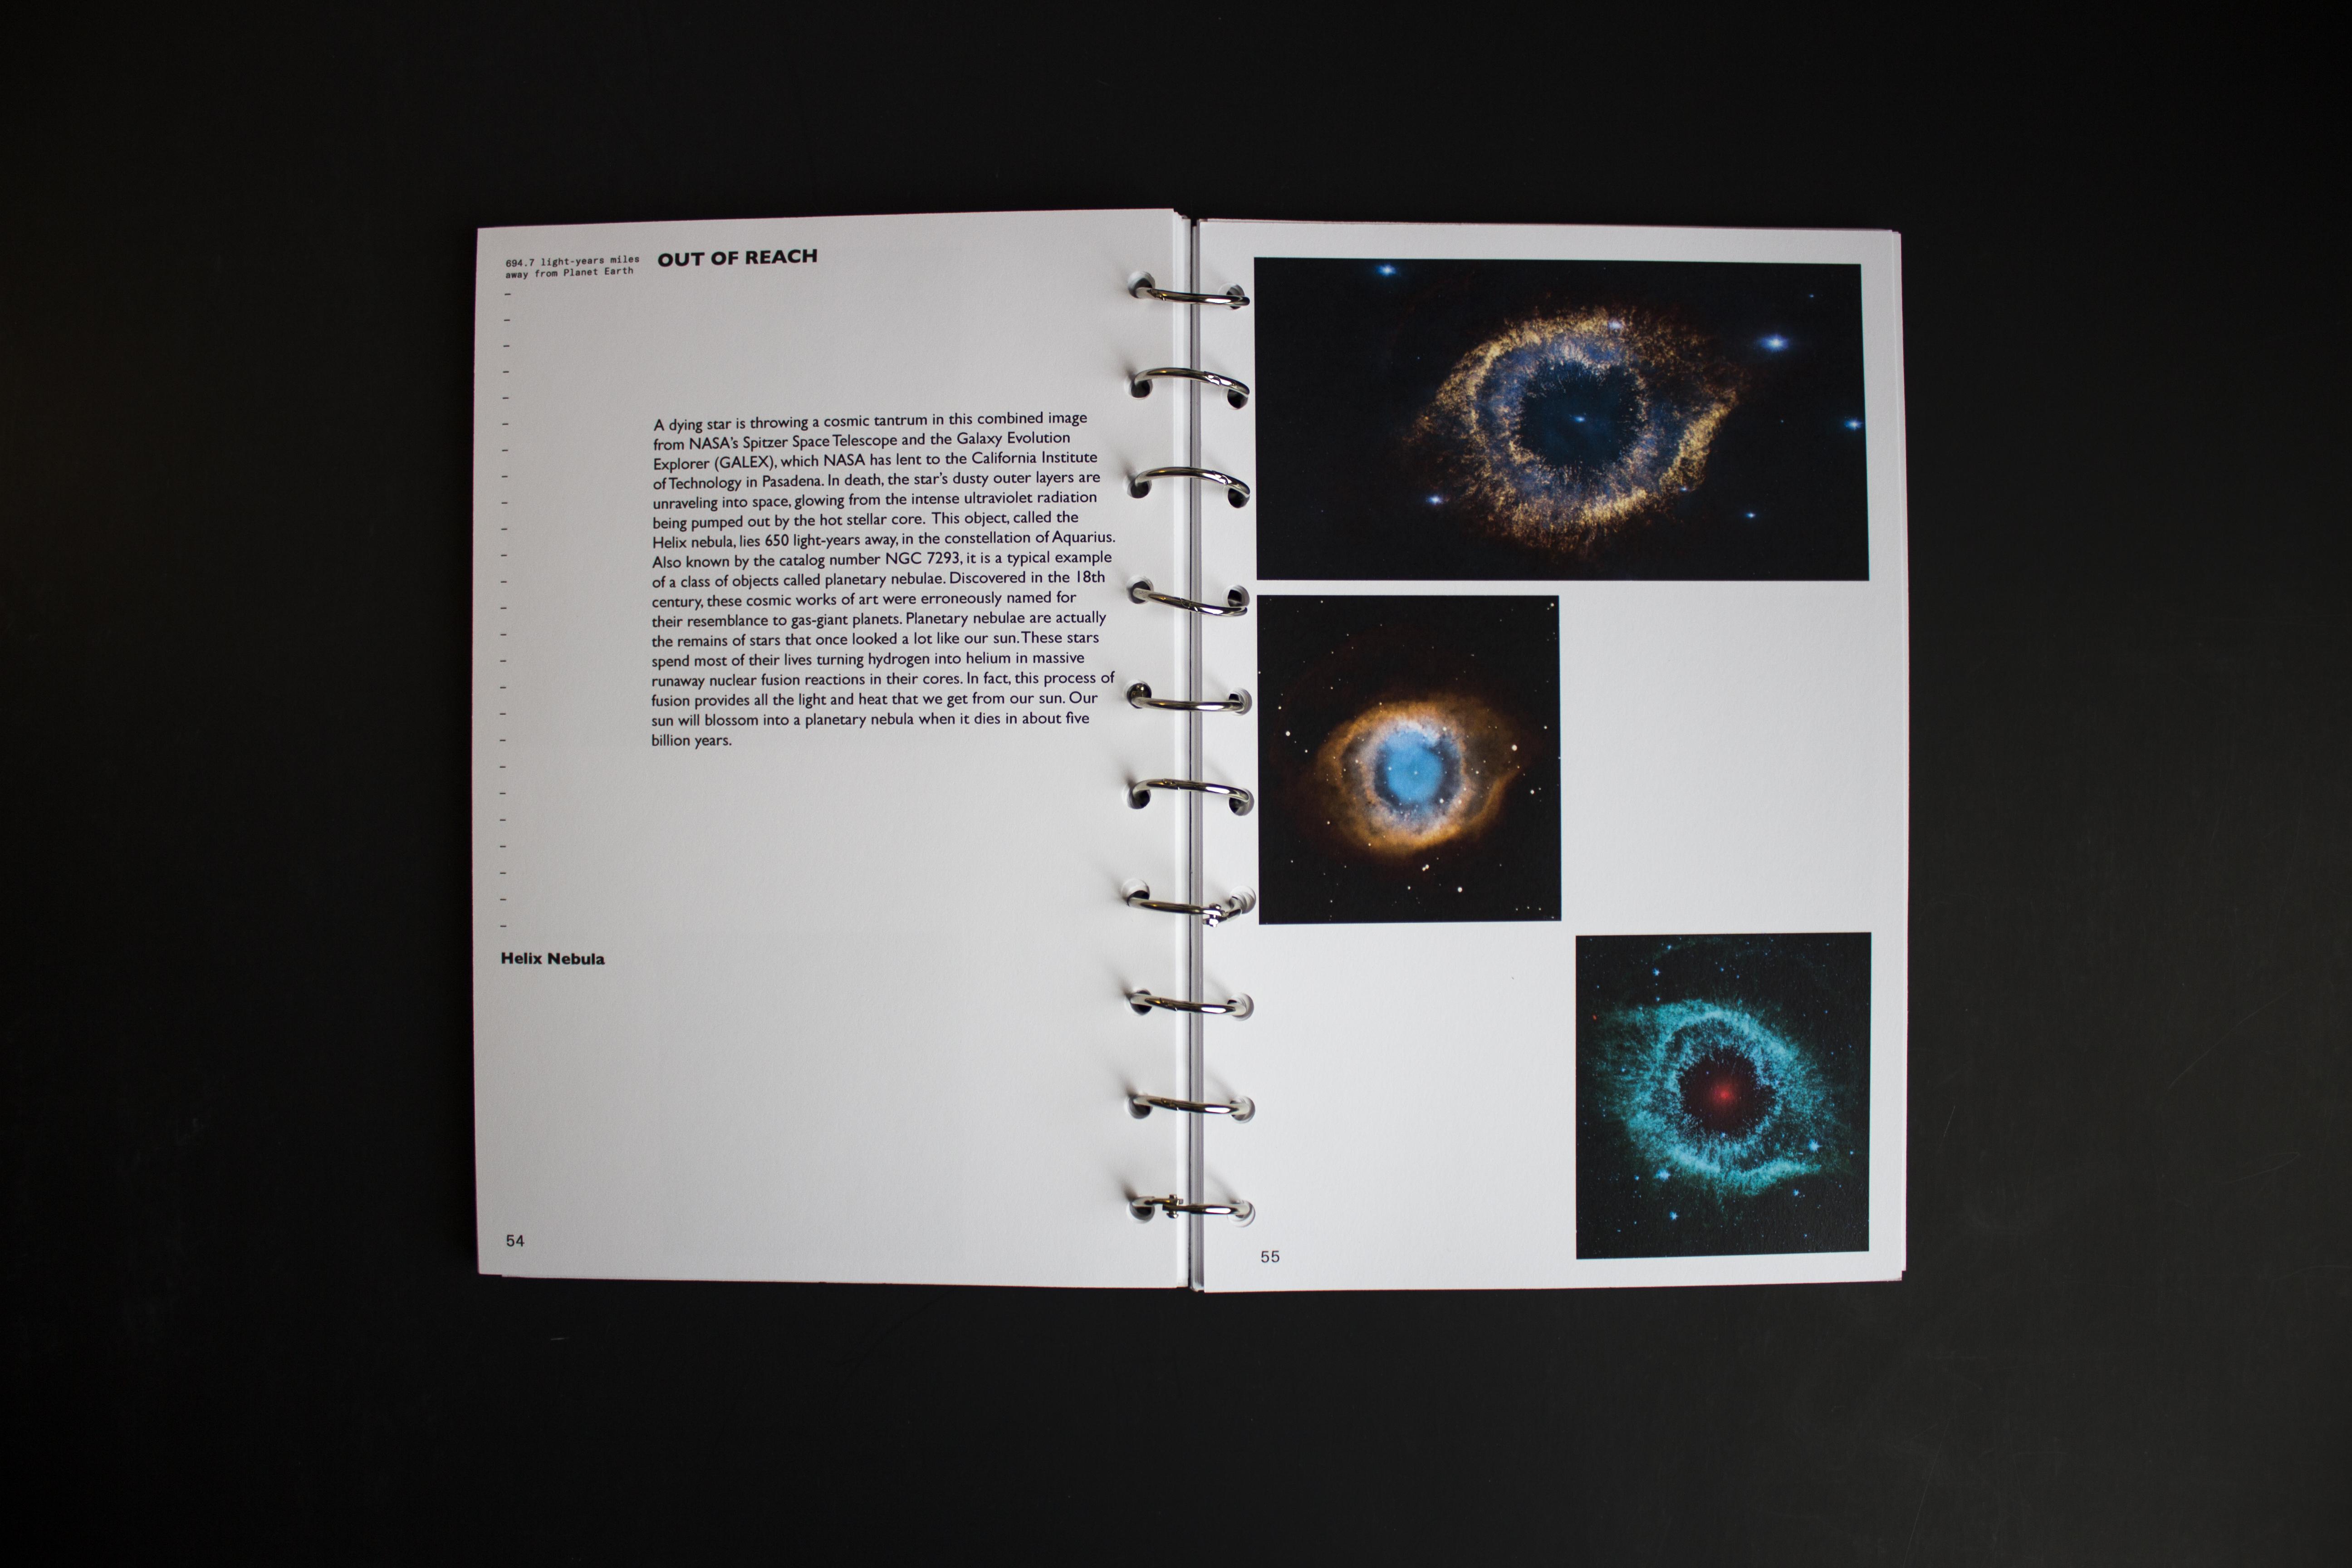 694.7 light-years miles
away from Planet Earth
OUT OF REACH
A dying star is throwing a cosmic tantrum in this combined image
from NASA's Spitzer Space Telescope and the Galaxy Evolution
Explorer (GALEX), which NASA has lent to the California Institute
of Technology in Pasadena. In death, the star's dusty outer layers are
unraveling into space, glowing from the intense ultraviolet radiation
being pumped out by the hot stellar core. This object, called the
Helix nebula, lies 650 light-years away, in the constellation of Aquarius.
Also known by the catalog number NGC 7293, it is a typical example
of a class of objects called planetary nebulae. Discovered in the 18th
century, these cosmic works of art were erroneously named for
their resemblance to gas-giant planets. Planetary nebulae are actually
the remains of stars that once looked a lot like our sun. These stars
spend most of their lives turning hydrogen into helium in massive
runaway nuclear fusion reactions in their cores. In fact, this process of
fusion provides all the light and heat that we get from our sun. Our
sun will blossom into a planetary nebula when it dies in about five
billion years.
Helix Nebula
54
55